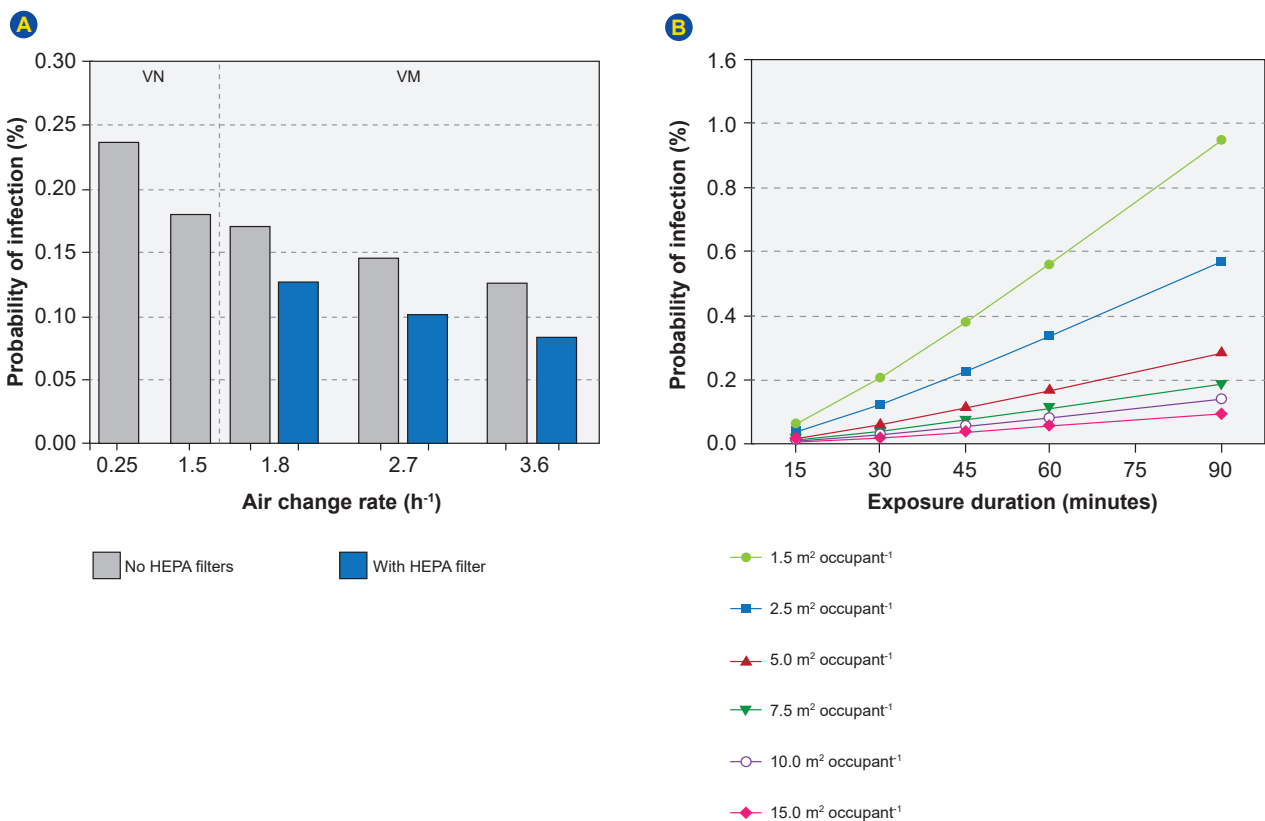 A
Probability of infection (%)
0.30
0.25
0.20
0.15
0.10
0.05
0.00
VN
VM
0.25
1.5
1.8
2.7
3.6
Air change rate (h⁻¹)
No HEPA filters
With HEPA filter
B
Probability of infection (%)
1.6
1.0
0.8
0.6
0.4
0.2
0.0
15
30
45
60
75
90
Exposure duration (minutes)
1.5 m² occupant⁻¹
2.5 m² occupant⁻¹
5.0 m² occupant⁻¹
7.5 m² occupant⁻¹
10.0 m² occupant⁻¹
15.0 m² occupant⁻¹